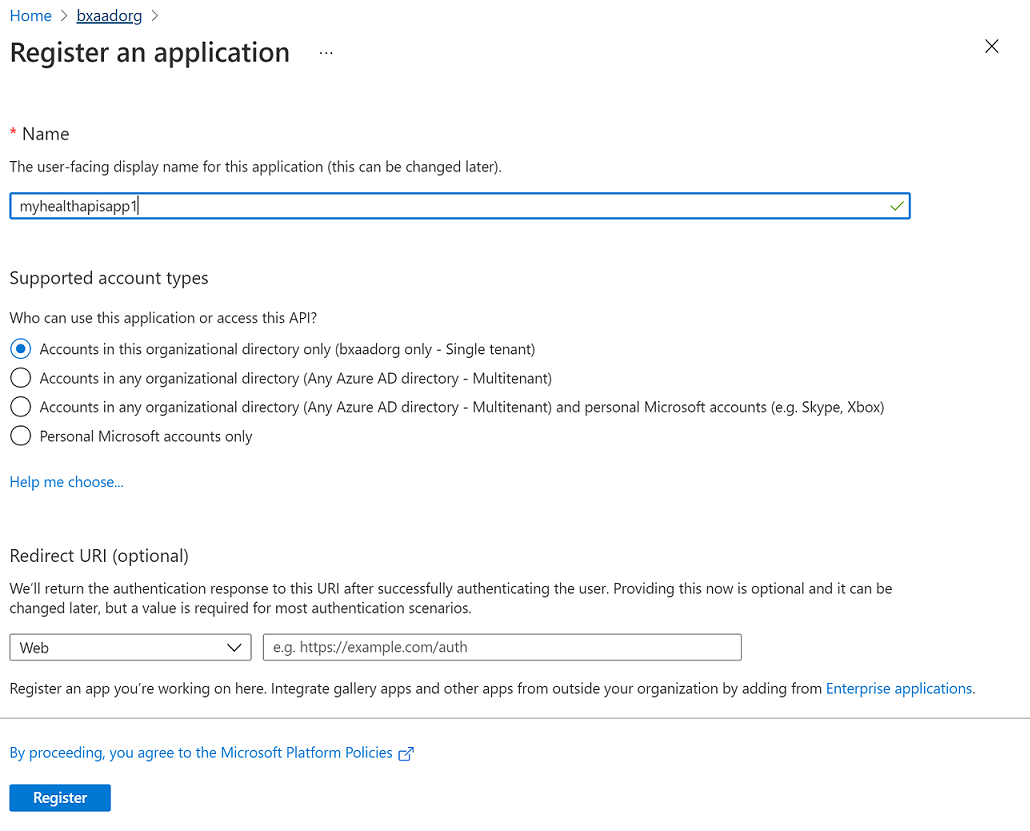 Home > bxaadorg >
Register an application ...
* Name
The user-facing display name for this application (this can be changed later).
myhealthapisapp1
Supported account types
Who can use this application or access this API?
Accounts in this organizational directory only (bxaadorg only - Single tenant)
Accounts in any organizational directory (Any Azure AD directory - Multitenant)
Accounts in any organizational directory (Any Azure AD directory - Multitenant) and personal Microsoft accounts (e.g. Skype, Xbox)
Personal Microsoft accounts only
Help me choose...
Redirect URI (optional)
We'll return the authentication response to this URI after successfully authenticating the user. Providing this now is optional and it can be
changed later, but a value is required for most authentication scenarios.
Web e.g. https://example.com/auth
Register an app you're working on here. Integrate gallery apps and other apps from outside your organization by adding from Enterprise applications.
By proceeding, you agree to the Microsoft Platform Policies
Register